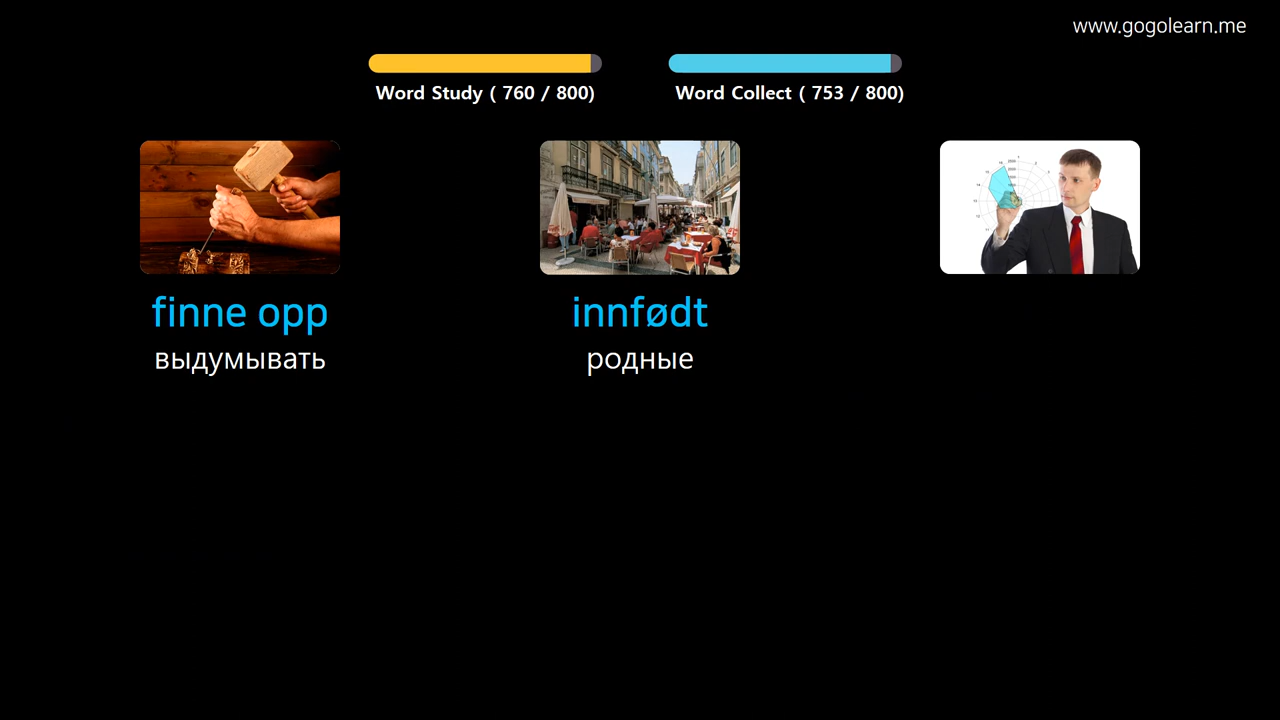 www.gogolearn.me
Word Study ( 760 / 800)
Word Collect ( 753 / 800)
finne opp
innfødt
выдумывать
родные